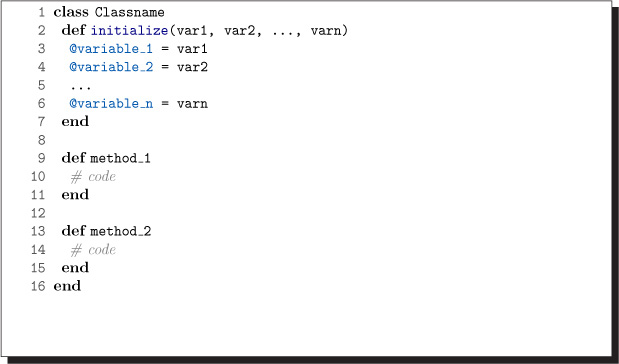 1 class Classname
2 def initialize(var1, var2, ..., varn)
3 @variable_1 = var1
4 @variable_2 = var2
5 ...
6 @variable_n = varn
7 end
8
9 def method_1
10 # code
11 end
12
13 def method_2
14 # code
15 end
16 end